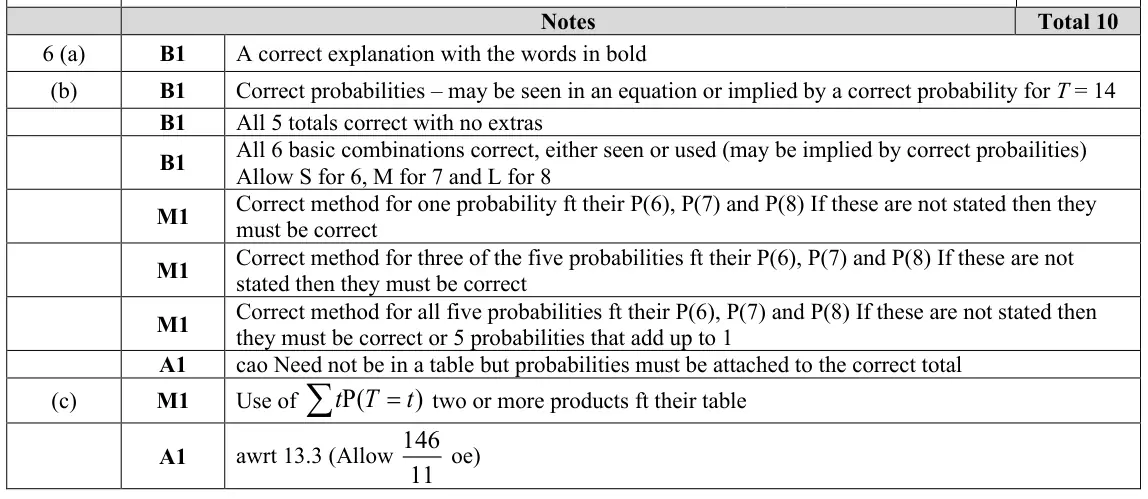 Notes Total 10
6 (a) B1 A correct explanation with the words in bold
(b) B1 Correct probabilities – may be seen in an equation or implied by a correct probability for T = 14
B1 All 5 totals correct with no extras
B1 All 6 basic combinations correct, either seen or used (may be implied by correct probailities)
Allow S for 6, M for 7 and L for 8
M1 Correct method for one probability ft their P(6), P(7) and P(8) If these are not stated then they
must be correct
M1 Correct method for three of the five probabilities ft their P(6), P(7) and P(8) If these are not
stated then they must be correct
M1 Correct method for all five probabilities ft their P(6), P(7) and P(8) If these are not stated then
they must be correct or 5 probabilities that add up to 1
A1 cao Need not be in a table but probabilities must be attached to the correct total
(c) M1 Use of ∑tP(T = t) two or more products ft their table
A1 awrt 13.3 (Allow 146/11 oe)